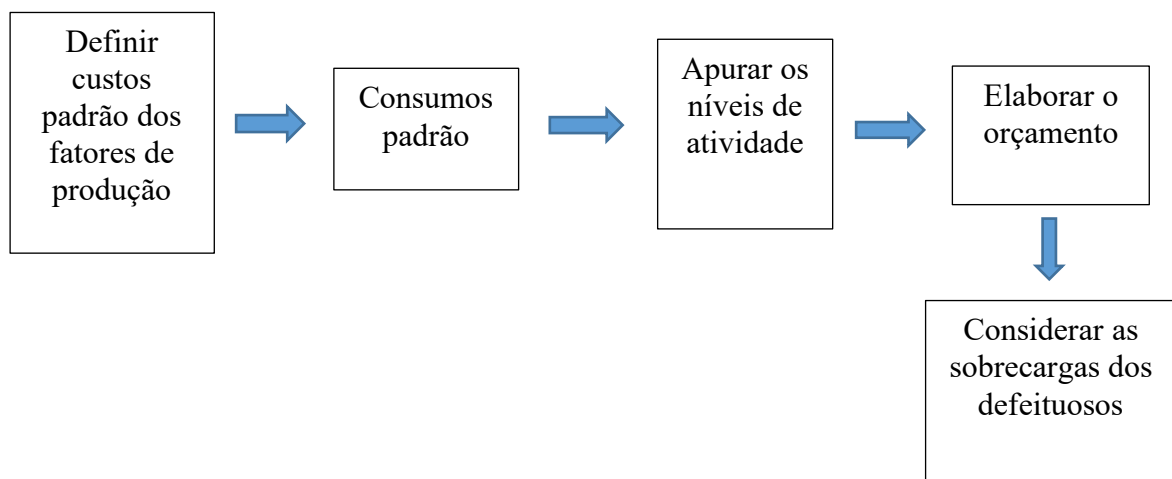 Definir
custos
padrão dos
fatores de
produção
Consumos
padrão
Apurar os
níveis de
atividade
Elaborar o
orçamento
Considerar as
sobrecargas dos
defeituosos